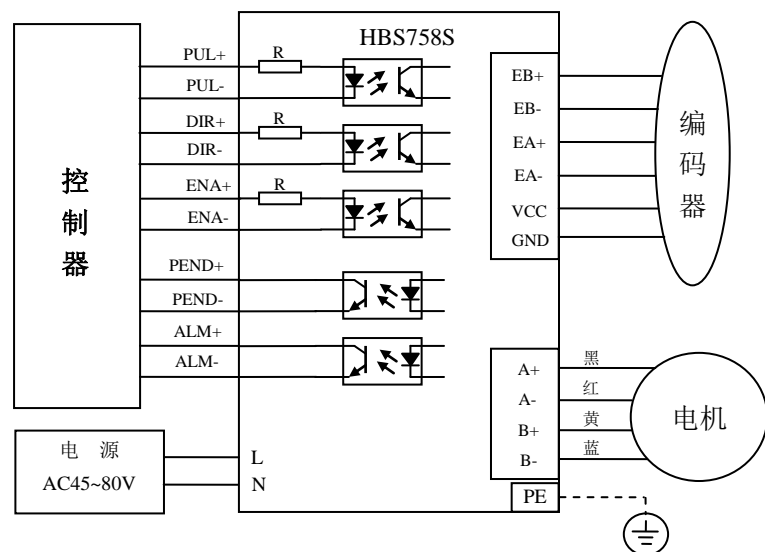 HBS758S
控制器
PUL+
R
PUL-
DIR+
R
DIR-
ENA+
R
ENA-
PEND+
PEND-
ALM+
ALM-
电 源
AC45~80V
L
N
EB+
EB-
EA+
EA-
VCC
GND
编码器
A+
黑
A-
红
B+
黄
B-
蓝
电机
PE